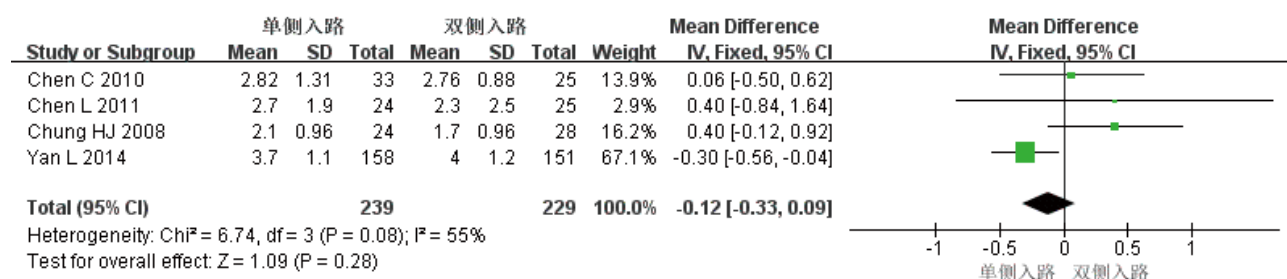 单侧入路 双侧入路 Mean Difference Mean Difference
Study or Subgroup Mean SD Total Mean SD Total Weight IV, Fixed, 95% CI IV, Fixed, 95% CI
Chen C 2010 2.82 1.31 33 2.76 0.88 25 13.9% 0.06 [-0.50, 0.62]
Chen L 2011 2.7 1.9 24 2.3 2.5 25 2.9% 0.40 [-0.84, 1.64]
Chung HJ 2008 2.1 0.96 24 1.7 0.96 28 16.2% 0.40 [-0.12, 0.92]
Yan L 2014 3.7 1.1 158 4 1.2 151 67.1% -0.30 [-0.56, -0.04]
Total (95% CI) 239 229 100.0% -0.12 [-0.33, 0.09]
Heterogeneity: Chi² = 6.74, df = 3 (P = 0.08); I² = 55%
Test for overall effect: Z = 1.09 (P = 0.28)
-1 -0.5 0 0.5 1
单侧入路 双侧入路